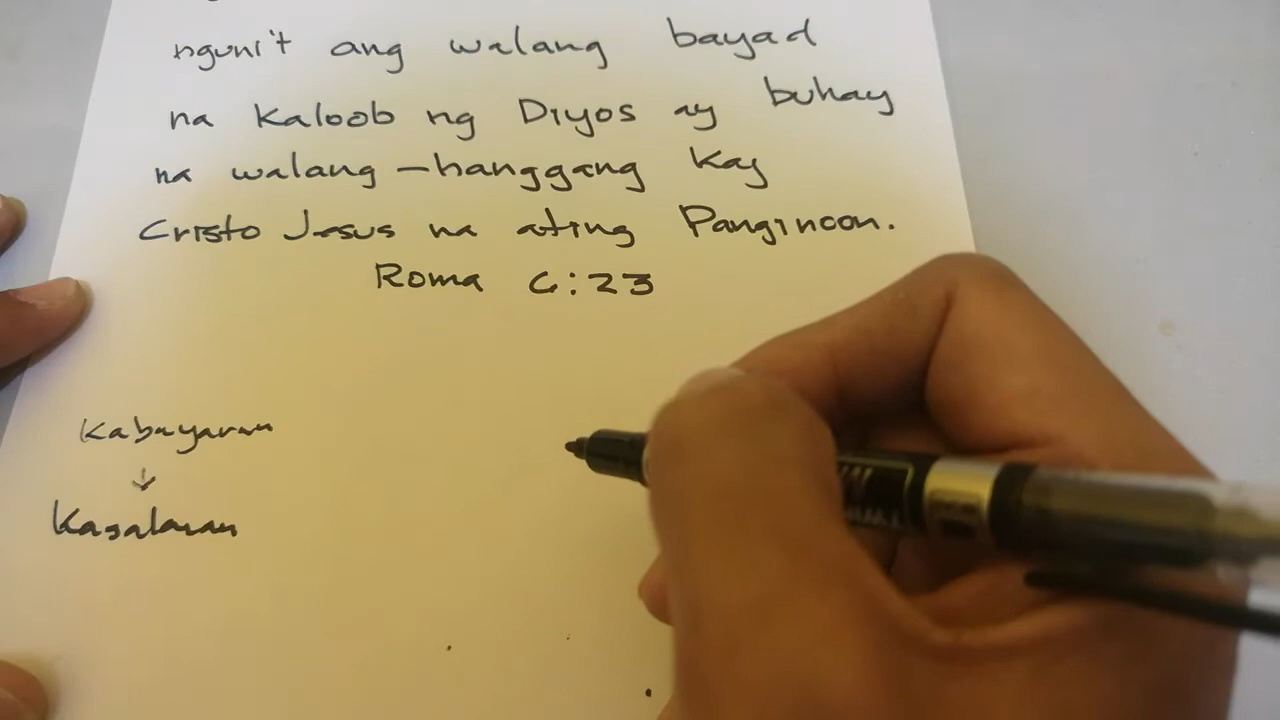 nguni't ang walang bayad
na kaloob ng Diyos ay buhay
na walang-hanggang kay
Cristo Jesus na ating Panginoon.
Roma 6:23
Kabayaran
↓
Kasalanan